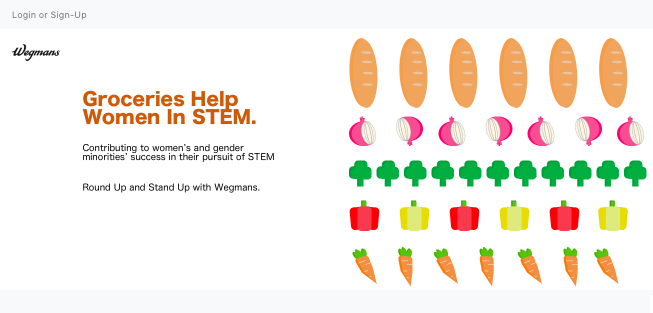 Login or Sign-Up
Wegmans
Groceries Help
Women In STEM.
Contributing to women's and gender
minorities' success in their pursuit of STEM
Round Up and Stand Up with Wegmans.